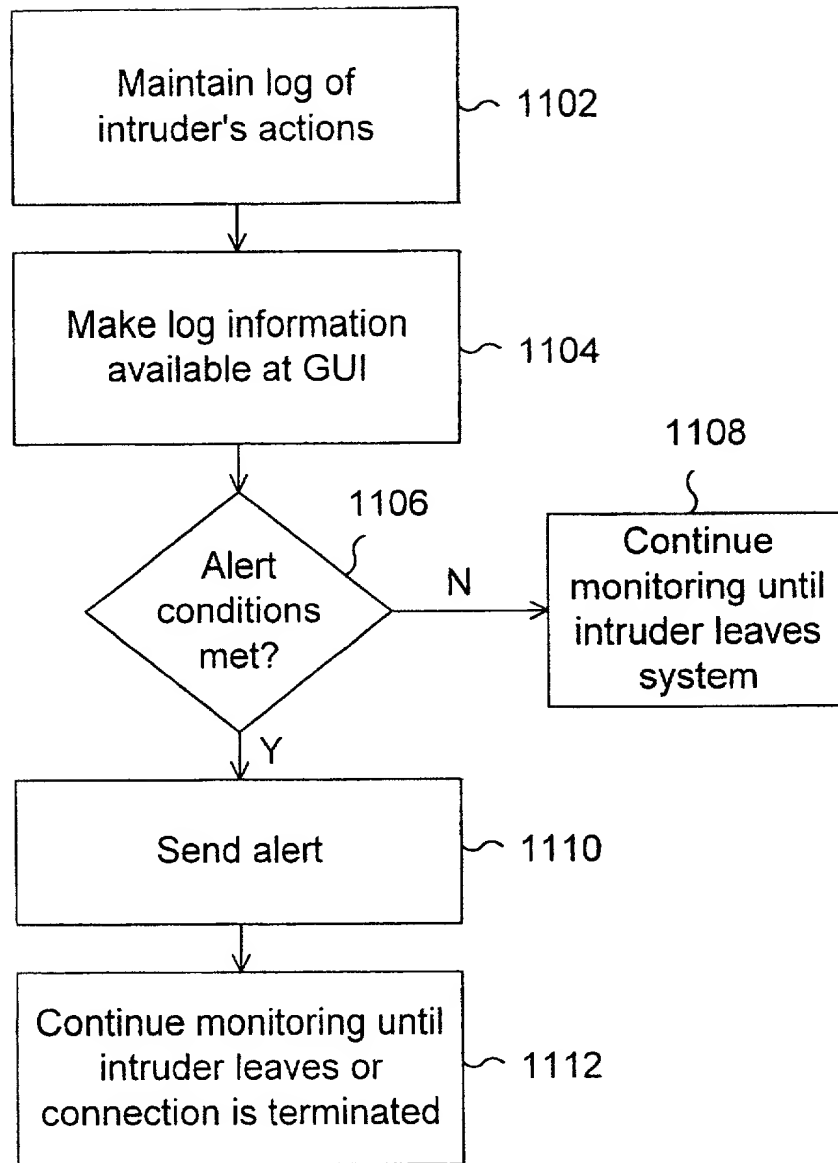 Maintain log of
intruder's actions
1102
Make log information
available at GUI
1104
1106
Alert
conditions
met?
N
1108
Continue
monitoring until
intruder leaves
system
Y
Send alert
1110
Continue monitoring until
intruder leaves or
connection is terminated
1112